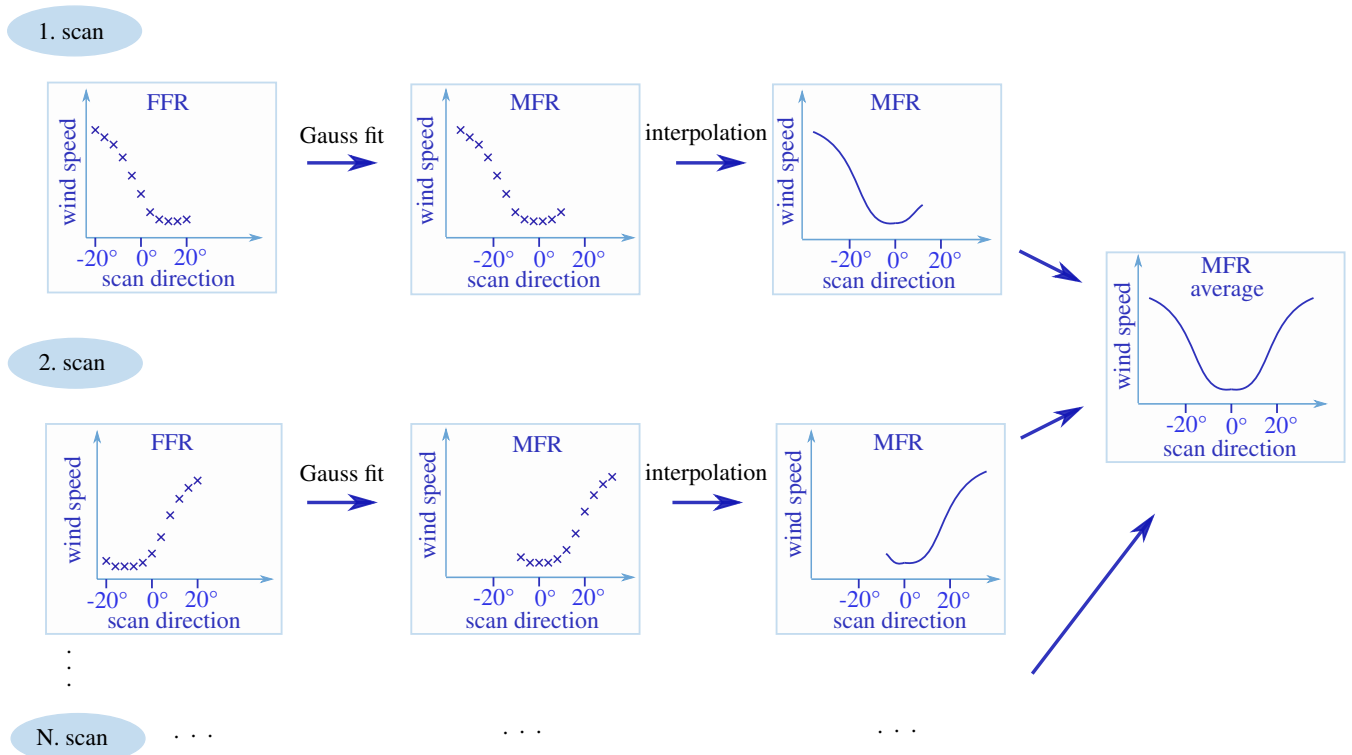 1. scan
FFR
wind speed
-20° 0° 20°
scan direction
Gauss fit
MFR
wind speed
-20° 0° 20°
scan direction
interpolation
MFR
wind speed
-20° 0° 20°
scan direction
MFR
average
wind speed
-20° 0° 20°
scan direction
2. scan
FFR
wind speed
-20° 0° 20°
scan direction
Gauss fit
MFR
wind speed
-20° 0° 20°
scan direction
interpolation
MFR
wind speed
-20° 0° 20°
scan direction
.
.
.
N. scan . . . . . . . . .